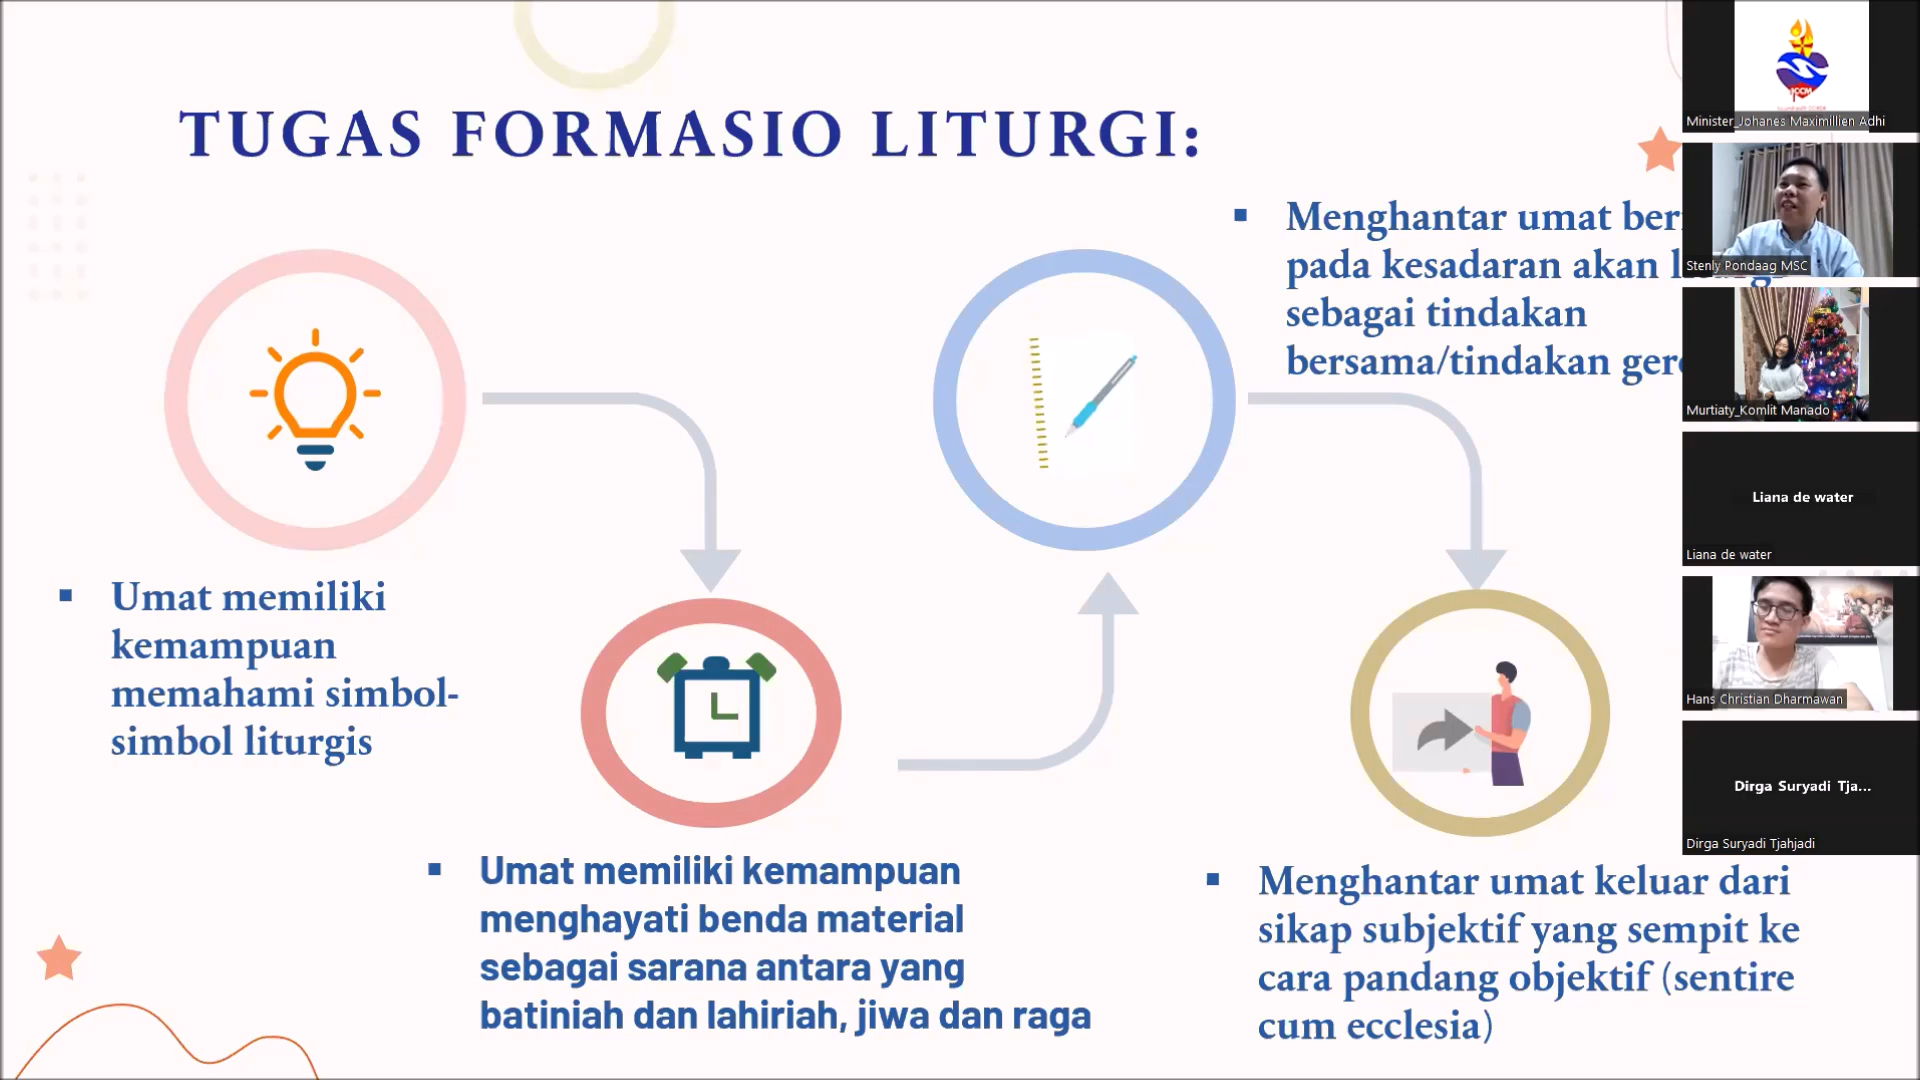 TUGAS FORMASIO LITURGI:
Umat memiliki
kemampuan
memahami simbol-
simbol liturgis
Umat memiliki kemampuan
menghayati benda material
sebagai sarana antara yang
batiniah dan lahiriah, jiwa dan raga
Menghantar umat
pada kesadaran akan
sebagai tindakan
bersama/tindakan
Menghantar umat keluar dari
sikap subjektif yang sempit ke
cara pandang objektif (sentire
cum ecclesia)
JCCM
Minister_Johanes Maximillien Adhi
Stenly Pondaag MSC
Murtiaty_Komlit Manado
Liana de water
Liana de water
Hans Christian Dharmawan
Dirga Suryadi Tja...
Dirga Suryadi Tjahjadi